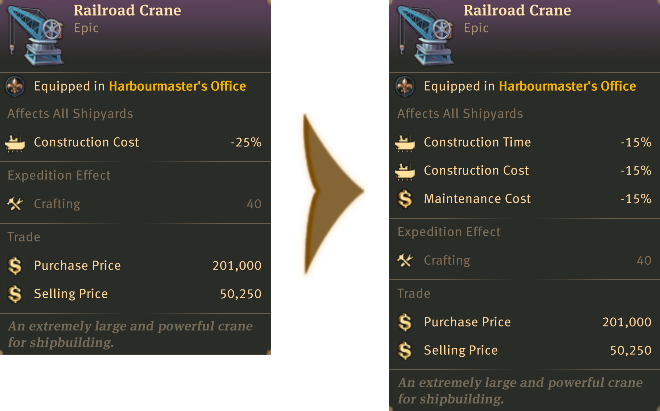 Railroad Crane
Epic
Equipped in Harbourmaster's Office
Affects All Shipyards
Construction Cost -25%
Expedition Effect
Crafting 40
Trade
Purchase Price 201,000
Selling Price 50,250
An extremely large and powerful crane
for shipbuilding.
Railroad Crane
Epic
Equipped in Harbourmaster's Office
Affects All Shipyards
Construction Time -15%
Construction Cost -15%
Maintenance Cost -15%
Expedition Effect
Crafting 40
Trade
Purchase Price 201,000
Selling Price 50,250
An extremely large and powerful crane
for shipbuilding.